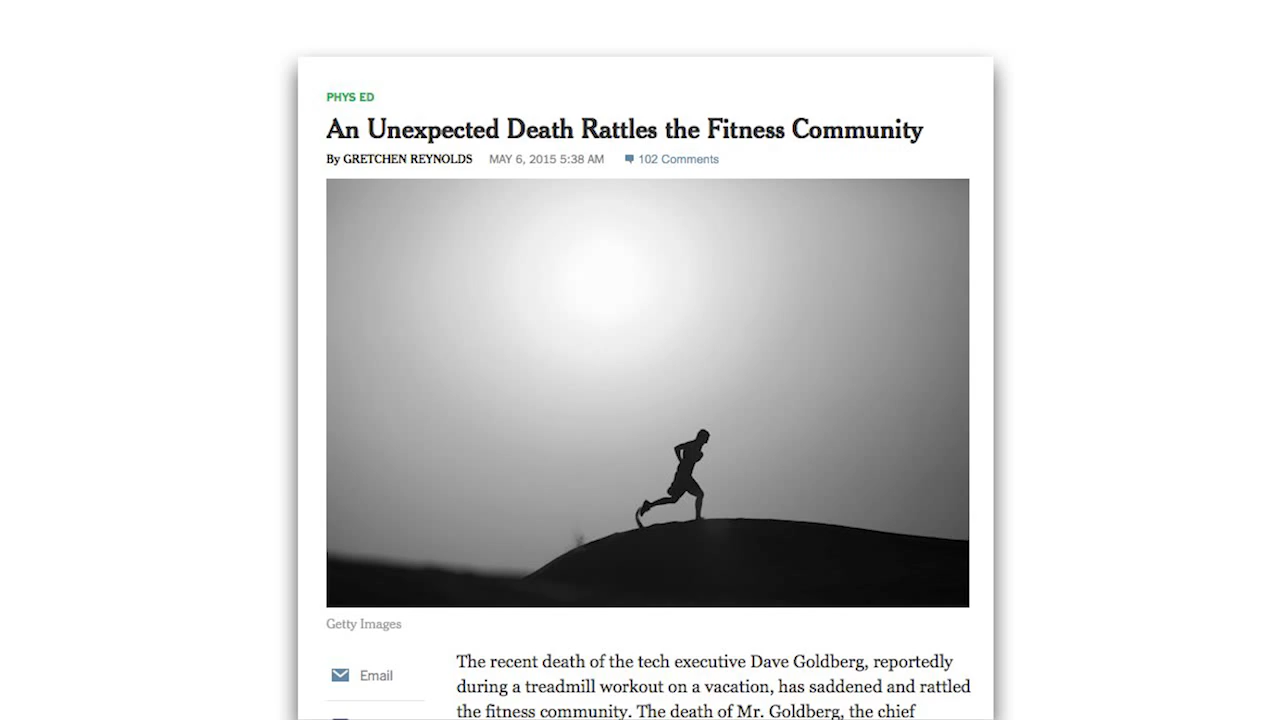 PHYS ED
An Unexpected Death Rattles the Fitness Community
By GRETCHEN REYNOLDS MAY 6, 2015 5:38 AM 102 Comments
Getty Images
Email
The recent death of the tech executive Dave Goldberg, reportedly
during a treadmill workout on a vacation, has saddened and rattled
the fitness community. The death of Mr. Goldberg, the chief